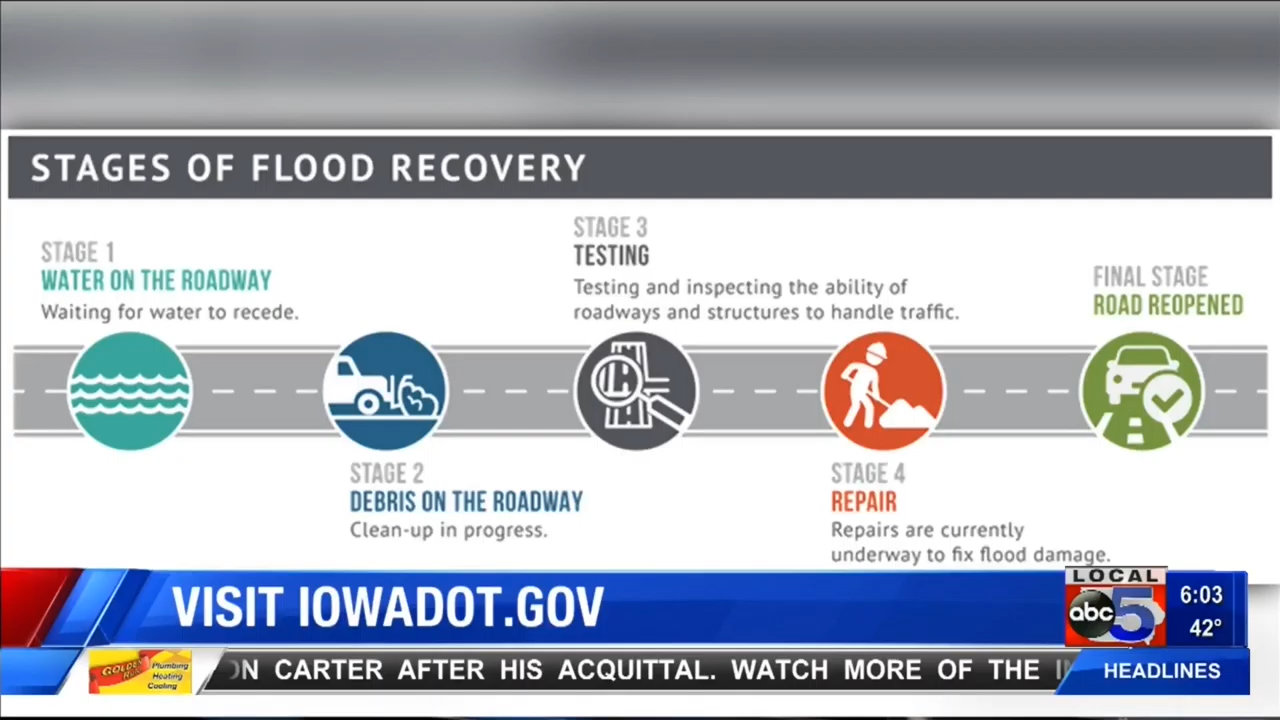 STAGES OF FLOOD RECOVERY
STAGE 1
WATER ON THE ROADWAY
Waiting for water to recede.
STAGE 2
DEBRIS ON THE ROADWAY
Clean-up in progress.
STAGE 3
TESTING
Testing and inspecting the ability of
roadways and structures to handle traffic.
STAGE 4
REPAIR
Repairs are currently
underway to fix flood damage.
FINAL STAGE
ROAD REOPENED
VISIT IOWADOT.GOV
LOCAL
abc 5
6:03
42°
Plumbing
Heating
Cooling
CARTER AFTER HIS ACQUITTAL. WATCH MORE OF THE
HEADLINES